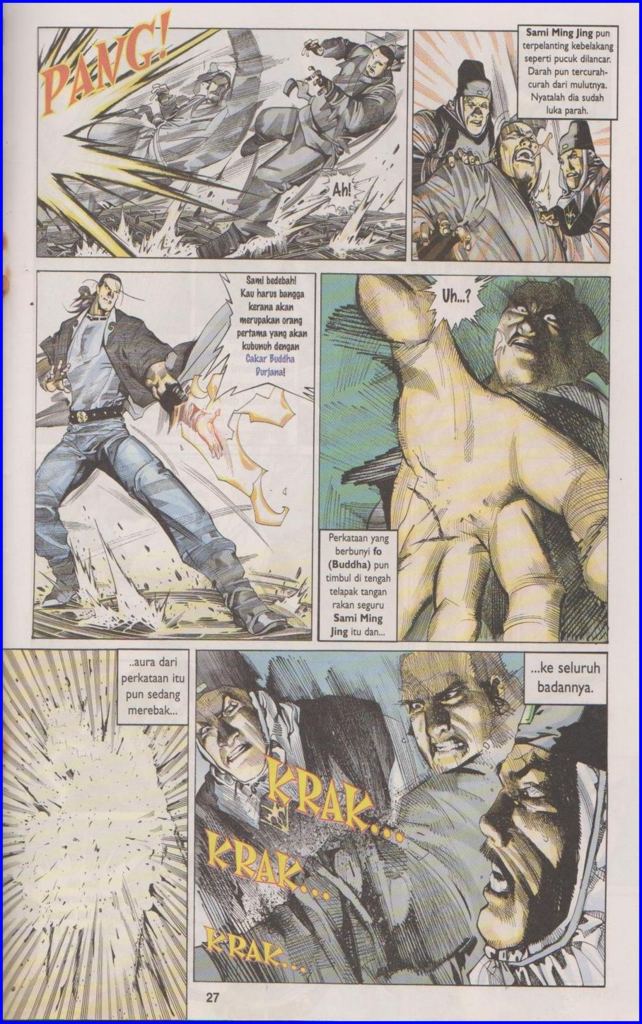 PANG!
Ah!
Sami Ming Jing pun
terpelanting kebelakang
seperti pucuk dilancar.
Darah pun tercurah-
curah dari mulutnya.
Nyatalah dia sudah
luka parah.
Sami bedebah!
Kau harus bangga
kerana akan
merupakan orang
pertama yang akan
kubunuh dengan
Cakar Buddha
Durjana!
Uh...?
Perkataan yang
berbunyi fo
(Buddha) pun
timbul di tengah
telapak tangan
rakan seguru
Sami Ming
Jing itu dan...
..aura dari
perkataan itu
pun sedang
merebak...
...ke seluruh
badannya.
KRAK...
KRAK...
KRAK...
27